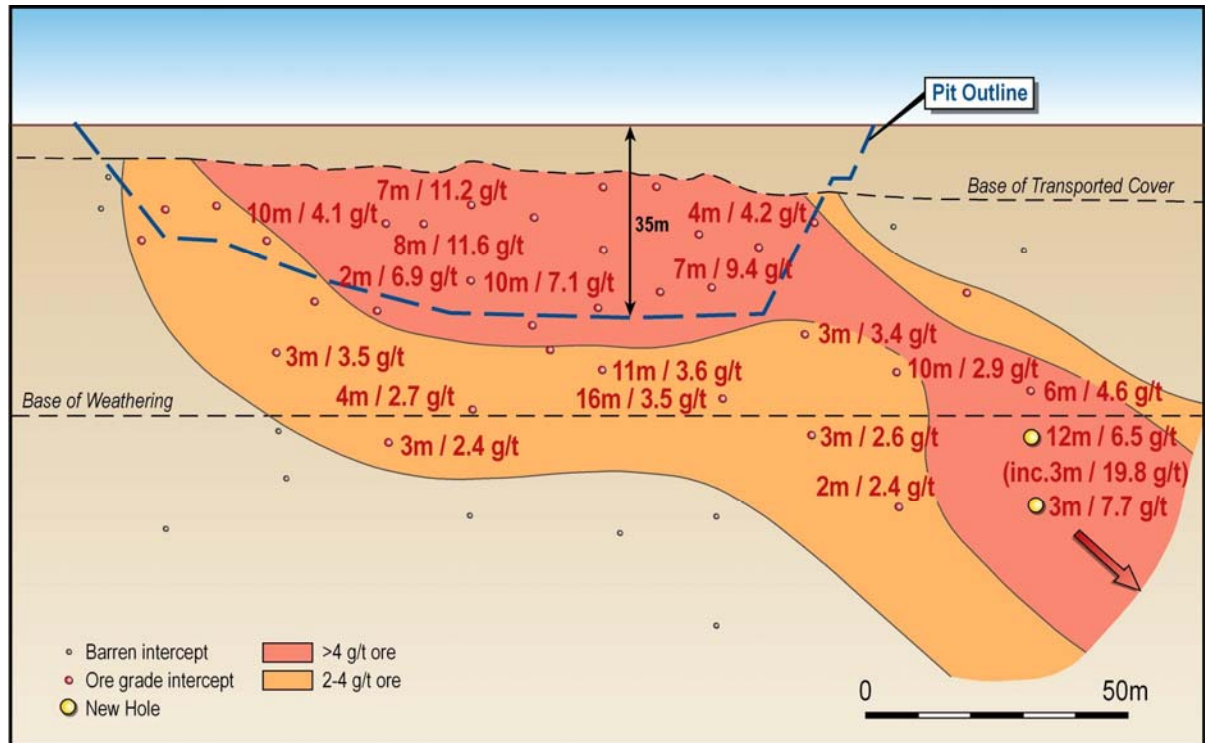 Pit Outline
Base of Transported Cover
7m / 11.2 g/t
10m / 4.1 g/t
4m / 4.2 g/t
35m
8m / 11.6 g/t
7m / 9.4 g/t
2m / 6.9 g/t
10m / 7.1 g/t
3m / 3.4 g/t
3m / 3.5 g/t
11m / 3.6 g/t
10m / 2.9 g/t
6m / 4.6 g/t
4m / 2.7 g/t
16m / 3.5 g/t
Base of Weathering
3m / 2.4 g/t
3m / 2.6 g/t
12m / 6.5 g/t
(inc.3m / 19.8 g/t)
2m / 2.4 g/t
3m / 7.7 g/t
Barren intercept
>4 g/t ore
Ore grade intercept
2-4 g/t ore
New Hole
0
50m